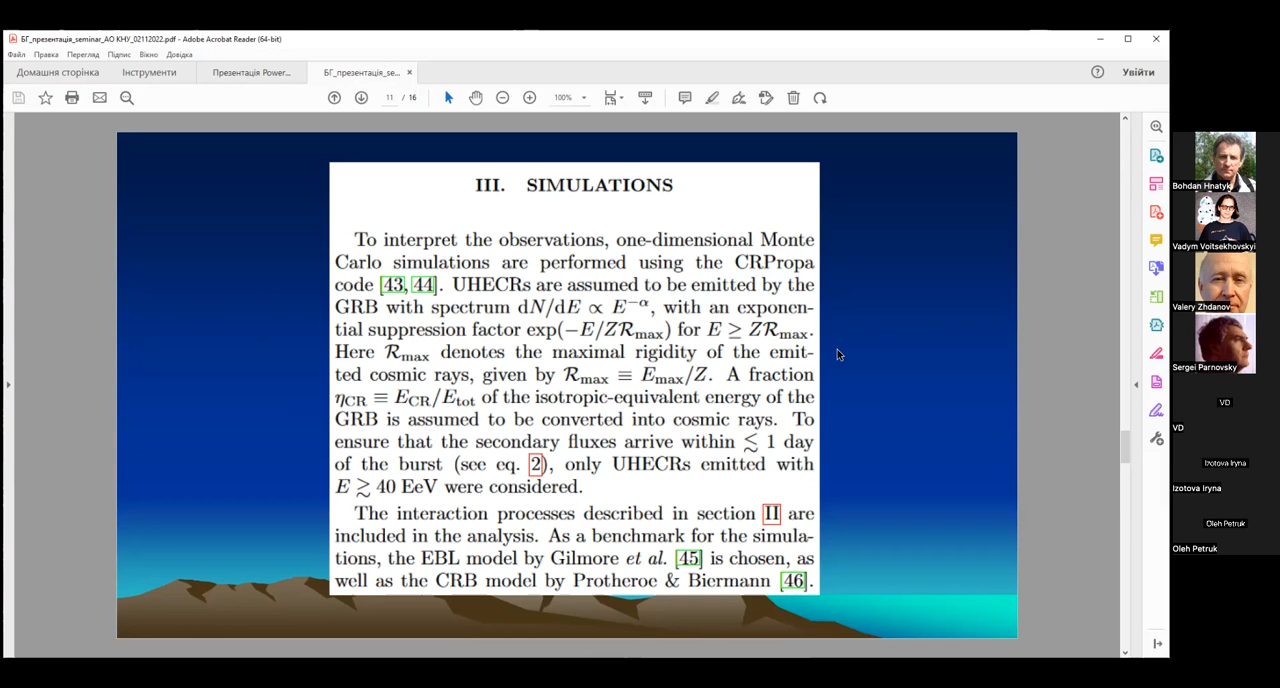 БГ_презентація_seminar_АО КНУ_02112022.pdf - Adobe Acrobat Reader (64-bit)
Файл Правка Перегляд Підпис Вікно Довідка
Домашня сторінка Інструменти Презентація Power... БГ_презентація_se... ×
Увійти
11 / 16 100%
III. SIMULATIONS
To interpret the observations, one-dimensional Monte
Carlo simulations are performed using the CRPropa
code [43, 44]. UHECRs are assumed to be emitted by the
GRB with spectrum dN/dE ∝ E^{−α}, with an exponen-
tial suppression factor exp(−E/ZR_max) for E ≥ ZR_max.
Here R_max denotes the maximal rigidity of the emit-
ted cosmic rays, given by R_max ≡ E_max/Z. A fraction
η_CR ≡ E_CR/E_tot of the isotropic-equivalent energy of the
GRB is assumed to be converted into cosmic rays. To
ensure that the secondary fluxes arrive within ≲ 1 day
of the burst (see eq. 2), only UHECRs emitted with
E ≳ 40 EeV were considered.
The interaction processes described in section II are
included in the analysis. As a benchmark for the simula-
tions, the EBL model by Gilmore et al. [45] is chosen, as
well as the CRB model by Protheroe & Biermann [46].
Bohdan Hnatyk
Vadym Voitsekhovskyi
Valery Zhdanov
Sergei Parnovsky
VD
VD
Izotova Iryna
Izotova Iryna
Oleh Petruk
Oleh Petruk